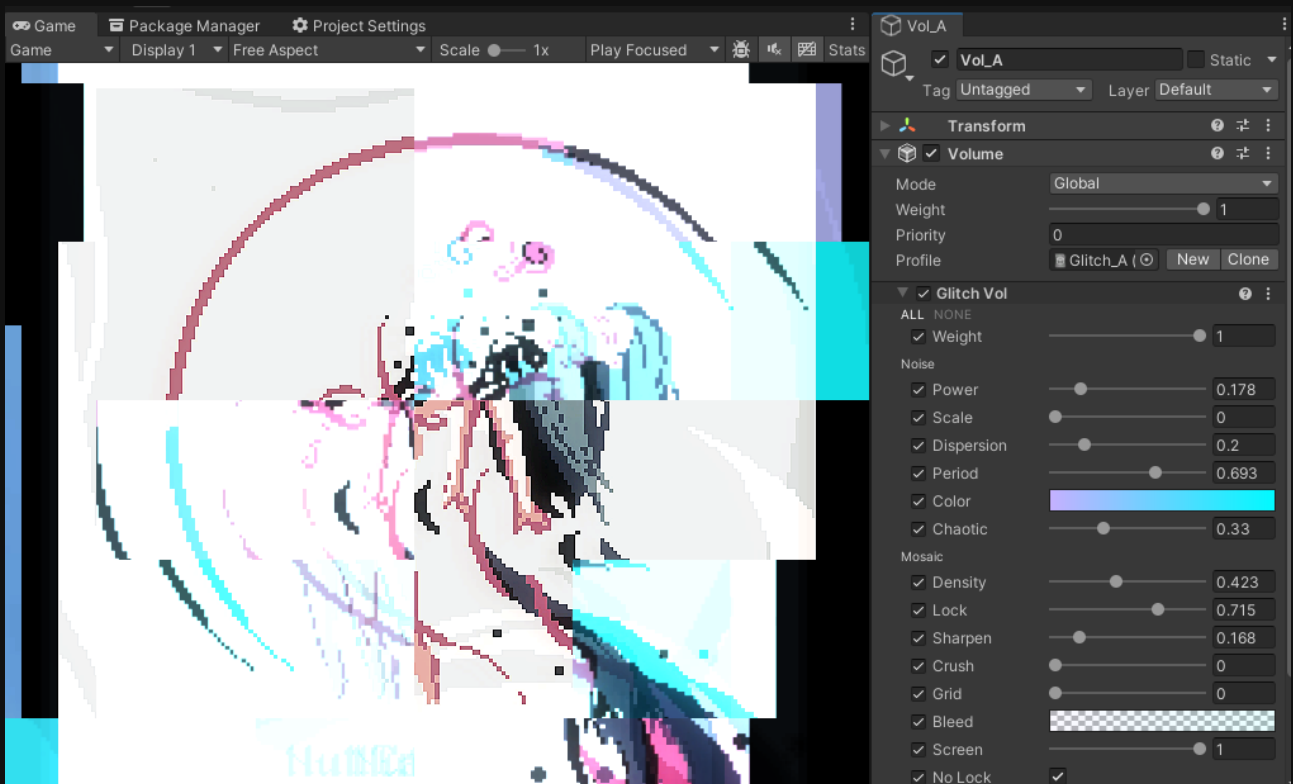 Game
Package Manager
Project Settings
Game
Display 1
Free Aspect
Scale
1x
Play Focused
Stats
Vol_A
Vol_A
Static
Tag
Untagged
Layer
Default
Transform
Volume
Mode
Global
Weight
1
Priority
0
Profile
Glitch_A (
New
Clone
Glitch Vol
ALL
NONE
Weight
1
Noise
Power
0.178
Scale
0
Dispersion
0.2
Period
0.693
Color
Chaotic
0.33
Mosaic
Density
0.423
Lock
0.715
Sharpen
0.168
Crush
0
Grid
0
Bleed
Screen
1
No Lock